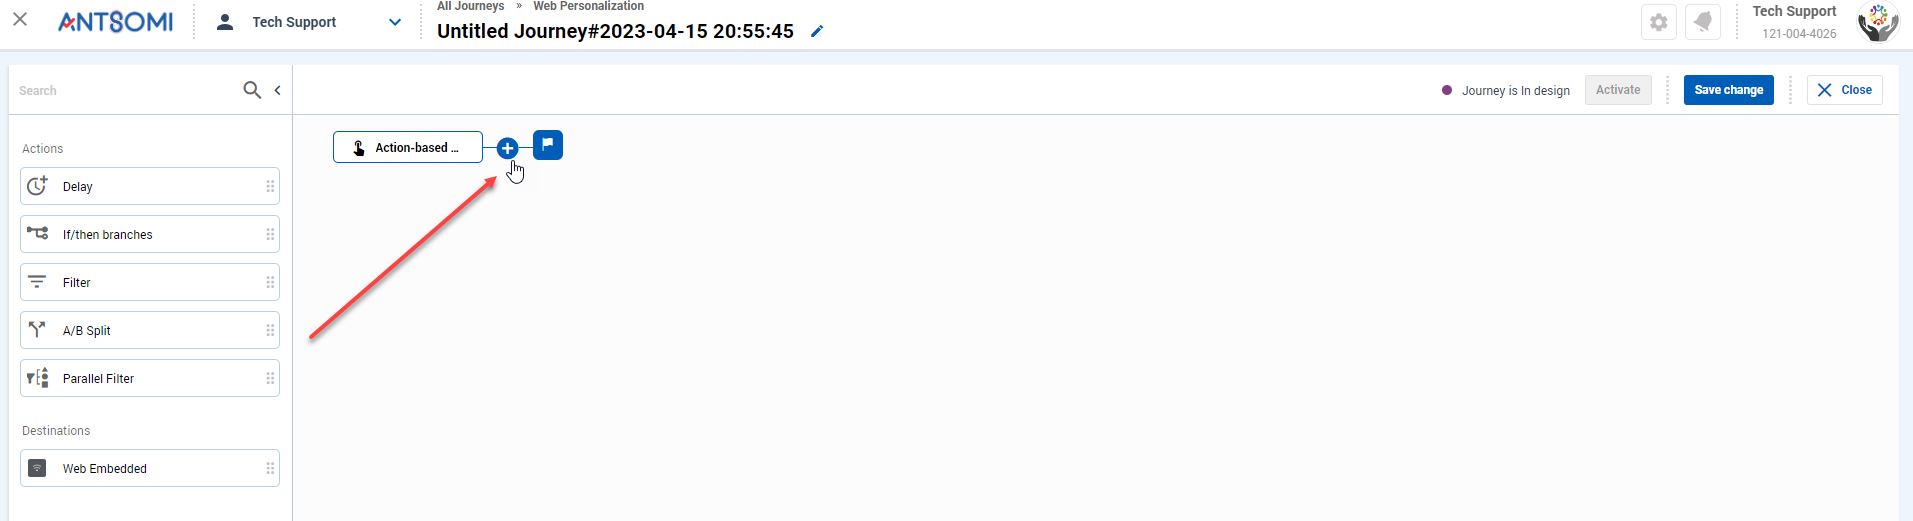 ANTSOMI
Tech Support
All Journeys » Web Personalization
Untitled Journey#2023-04-15 20:55:45
Tech Support
121-004-4026
Search
Journey is In design
Activate
Save change
Close
Actions
Delay
If/then branches
Filter
A/B Split
Parallel Filter
Destinations
Web Embedded
Action-based ...